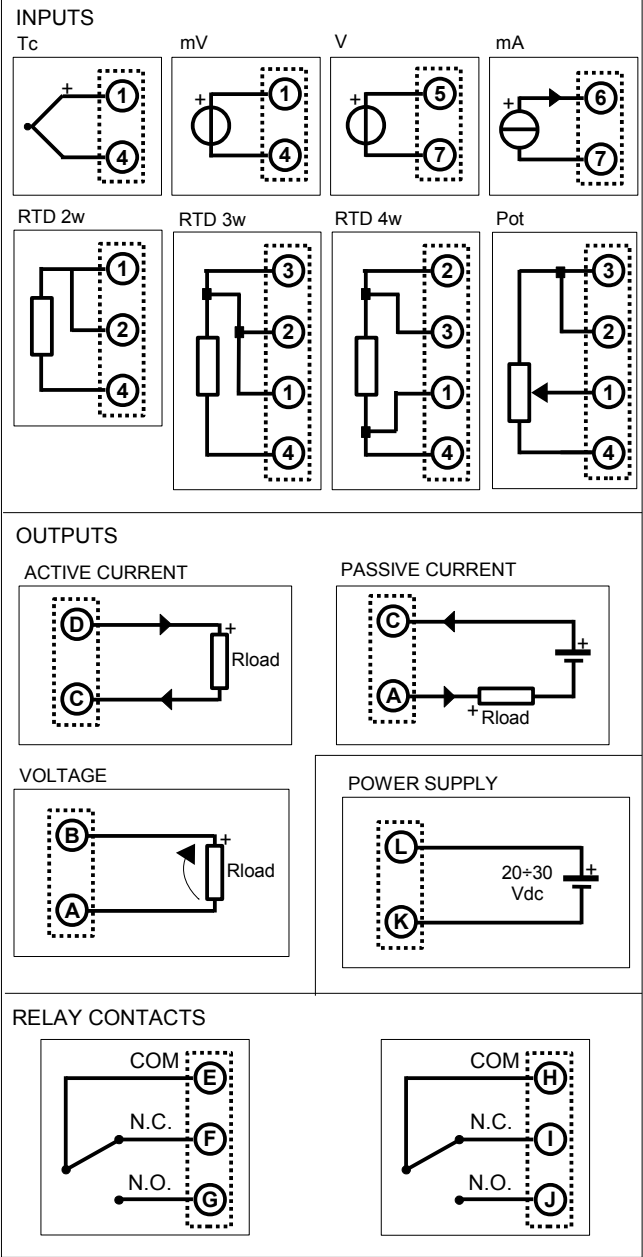 INPUTS
Tc mV V mA
+ 1 + 1 + 5 + 6
4 4 7 7
RTD 2w RTD 3w RTD 4w Pot
1 3 2 3
2 2 3 2
4 1 1 1
4 4 4
OUTPUTS
ACTIVE CURRENT PASSIVE CURRENT
D + C +
Rload
C A + Rload
VOLTAGE POWER SUPPLY
B + L
Rload 20÷30 +
Vdc
A K
RELAY CONTACTS
COM E COM H
N.C. F N.C. I
N.O. G N.O. J